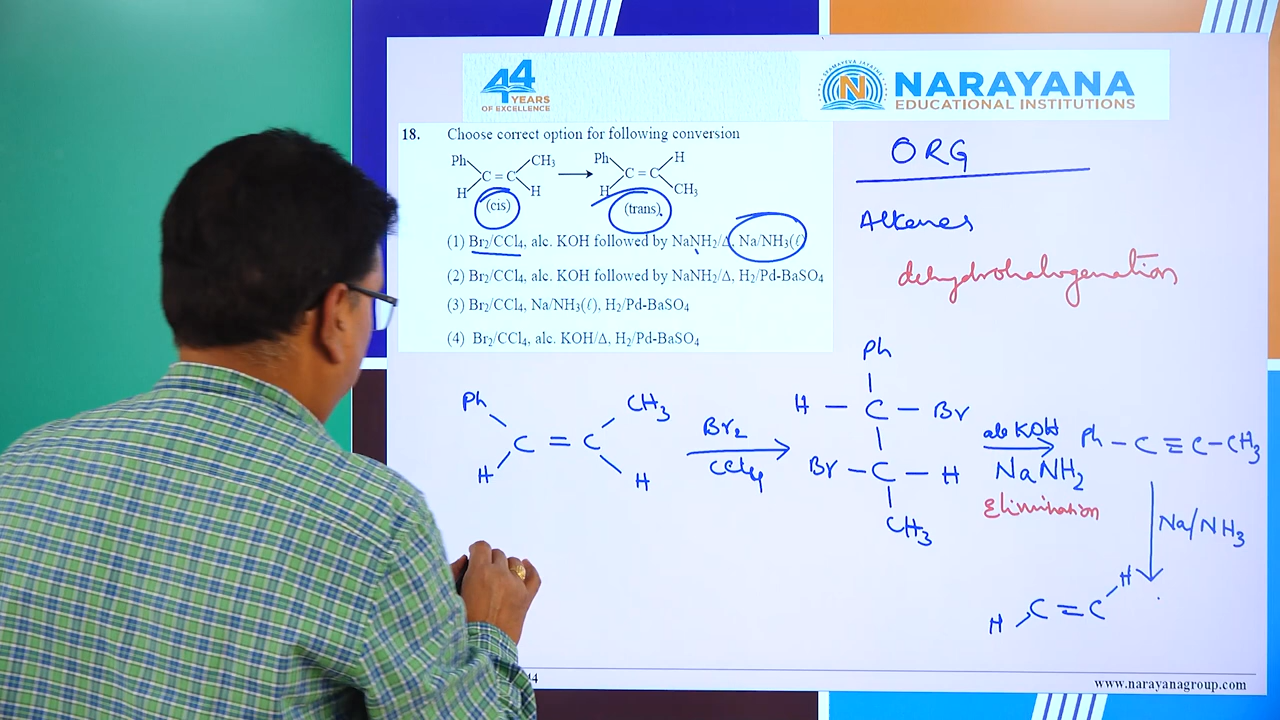 44
YEARS
OF EXCELLENCE
SAHANEVA JAYATHE
N
NARAYANA
EDUCATIONAL INSTITUTIONS
18. Choose correct option for following conversion
Ph CH₃ Ph H
C = C → C = C
H H H CH₃
(cis) (trans)
(1) Br₂/CCl₄, alc. KOH followed by NaNH₂/Δ, Na/NH₃(ℓ)
(2) Br₂/CCl₄, alc. KOH followed by NaNH₂/Δ, H₂/Pd-BaSO₄
(3) Br₂/CCl₄, Na/NH₃(ℓ), H₂/Pd-BaSO₄
(4) Br₂/CCl₄, alc. KOH/Δ, H₂/Pd-BaSO₄
ORG
Alkenes
dehydrohalogenation
Ph CH₃
C = C
H H
Br₂
CCl₄
Ph
H – C – Br
Br – C – H
CH₃
alc KOH
NaNH₂
Elimination
Ph – C ≡ C – CH₃
Na/NH₃
H
C = C
H
44
www.narayanagroup.com